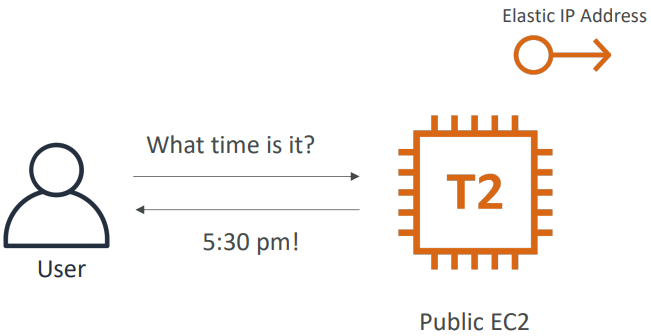 Elastic IP Address
What time is it?
T2
5:30 pm!
User
Public EC2